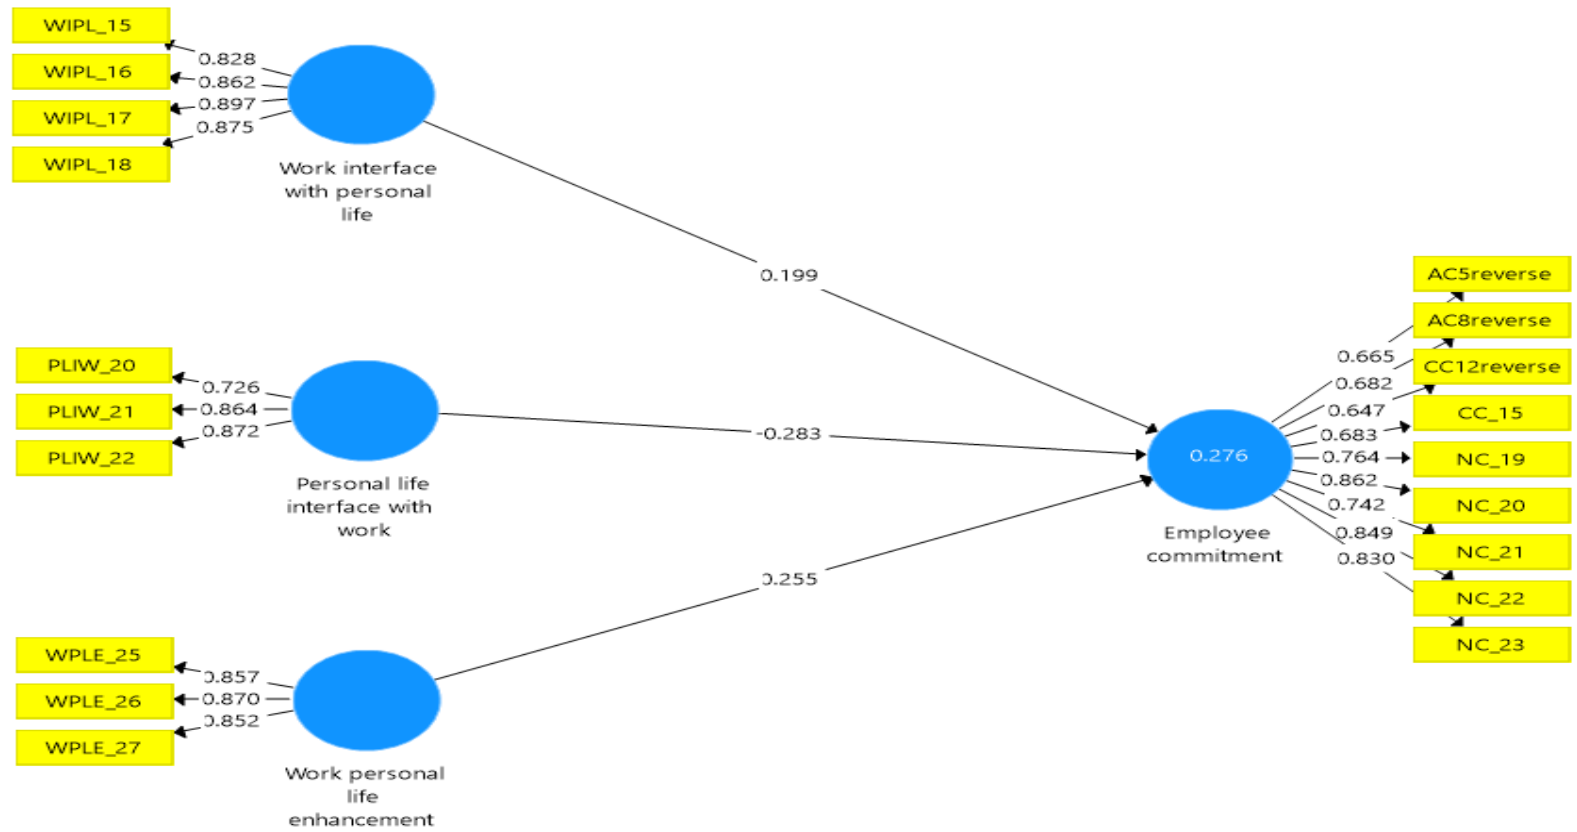 WIPL_15
WIPL_16
WIPL_17
WIPL_18
0.828
0.862
0.897
0.875
Work interface
with personal
life
0.199
PLIW_20
PLIW_21
PLIW_22
0.726
0.864
0.872
Personal life
interface with
work
-0.283
WPLE_25
WPLE_26
WPLE_27
0.857
0.870
0.852
Work personal
life
enhancement
0.255
0.276
Employee
commitment
0.665
0.682
0.647
0.683
0.764
0.862
0.742
0.849
0.830
AC5reverse
AC8reverse
CC12reverse
CC_15
NC_19
NC_20
NC_21
NC_22
NC_23